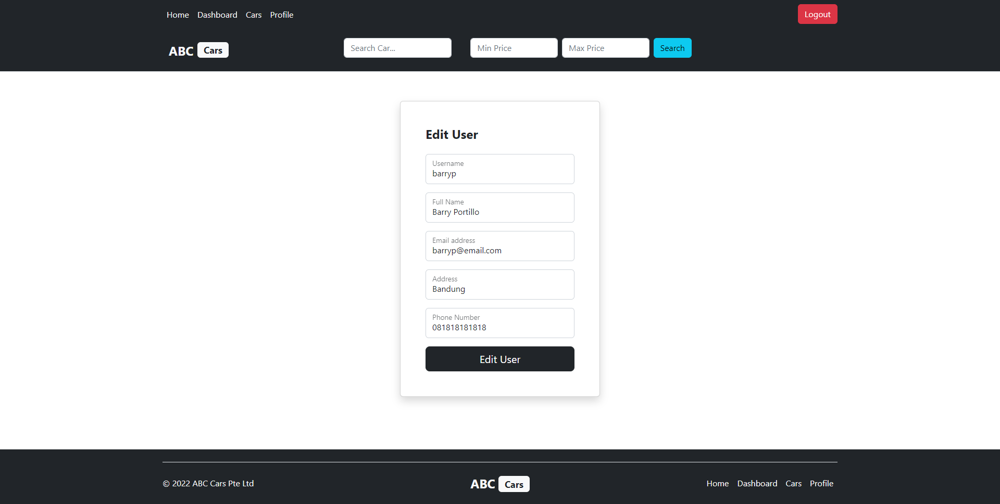 Home Dashboard Cars Profile Logout
ABC Cars Search Car... Min Price Max Price Search
Edit User
Username
barryp
Full Name
Barry Portillo
Email address
barryp@email.com
Address
Bandung
Phone Number
081818181818
Edit User
© 2022 ABC Cars Pte Ltd ABC Cars Home Dashboard Cars Profile